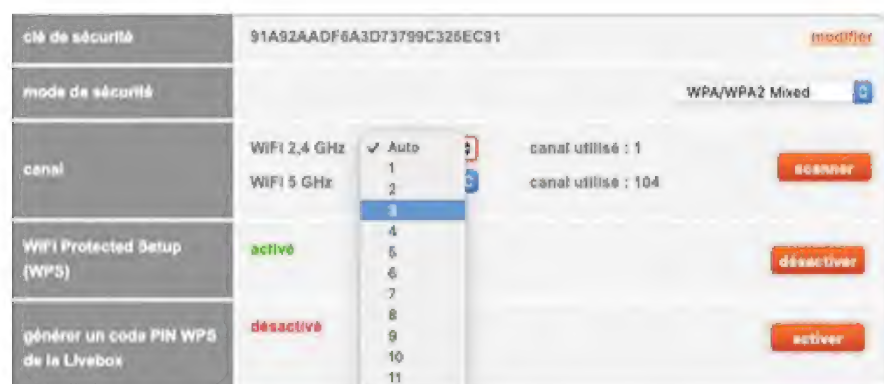 clé de sécurité 91A92AADF6A3D73799C326EC91 modifier
mode de sécurité WPA/WPA2 Mixed
canal
WiFi 2,4 GHz ✓ Auto canal utilisé : 1
scanner
1
WiFi 5 GHz canal utilisé : 104
2
3
4
WiFi Protected Setup
(WPS)
activé
désactiver
5
6
7
8
générer un code PIN WPS
de la Livebox
désactivé
activer
9
10
11